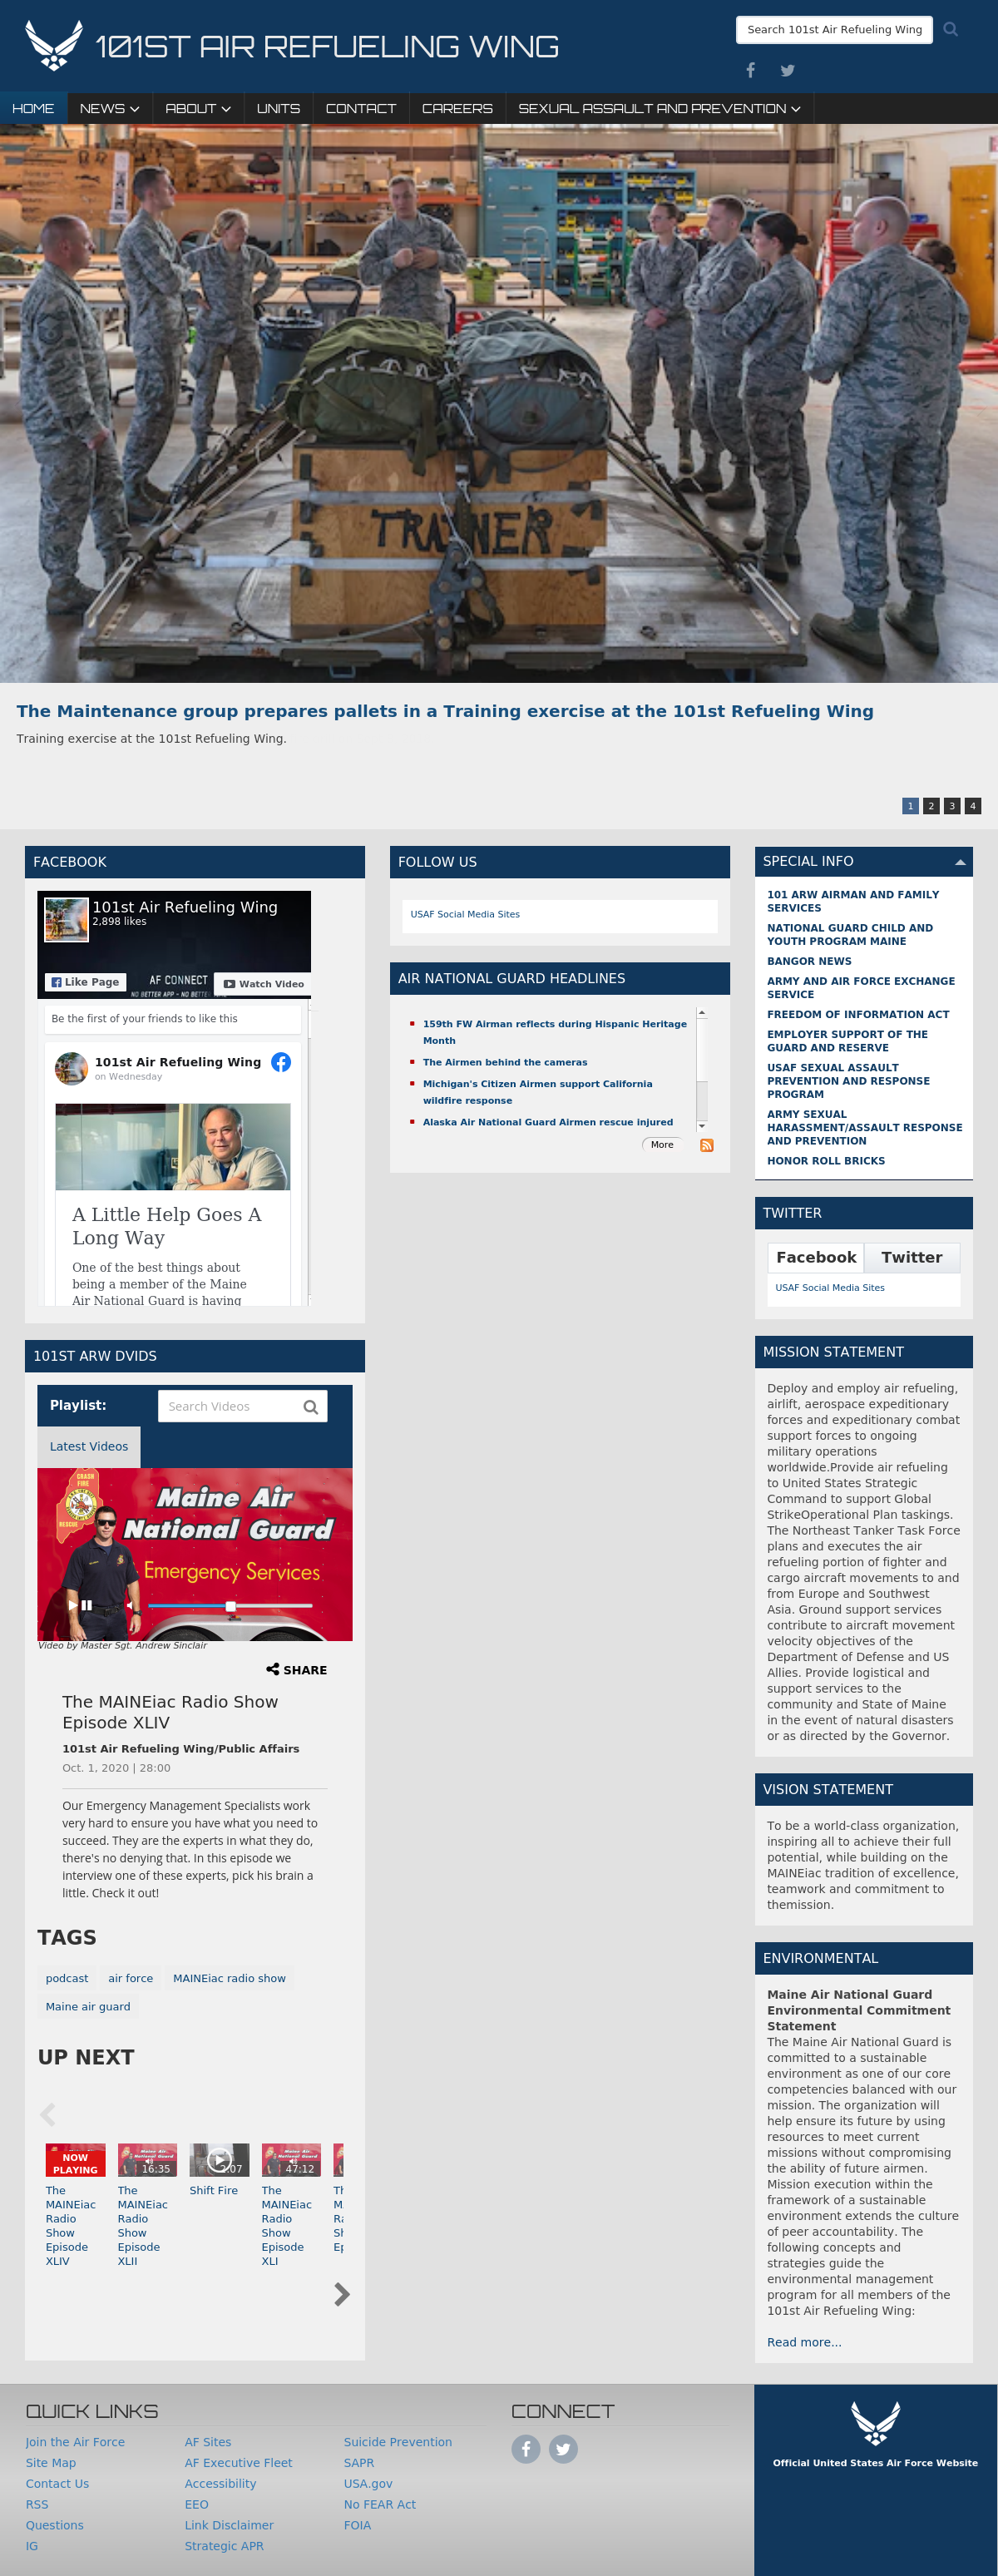 101ST AIR REFUELING WING
Search 101st Air Refueling Wing
HOME
NEWS
ABOUT
UNITS
CONTACT
CAREERS
SEXUAL ASSAULT AND PREVENTION
TRAINER
The Maintenance group prepares pallets in a Training exercise at the 101st Refueling Wing
Training exercise at the 101st Refueling Wing.
1 2 3 4
FACEBOOK
101st Air Refueling Wing
2,898 likes
Like Page
AF CONNECT
Watch Video
NO BETTER APP - NO BETTER
Be the first of your friends to like this
101st Air Refueling Wing
on Wednesday
A Little Help Goes A
Long Way
One of the best things about
being a member of the Maine
Air National Guard is having
101ST ARW DVIDS
Playlist:
Search Videos
Latest Videos
CRASH
FIRE
RESCUE
Maine Air
National Guard
Emergency Services
Video by Master Sgt. Andrew Sinclair
SHARE
The MAINEiac Radio Show
Episode XLIV
101st Air Refueling Wing/Public Affairs
Oct. 1, 2020 | 28:00
Our Emergency Management Specialists work
very hard to ensure you have what you need to
succeed. They are the experts in what they do,
there's no denying that. In this episode we
interview one of these experts, pick his brain a
little. Check it out!
TAGS
podcast
air force
MAINEiac radio show
Maine air guard
UP NEXT
NOW
PLAYING
The
MAINEiac
Radio
Show
Episode
XLIV
16:35
The
MAINEiac
Radio
Show
Episode
XLII
2:07
Shift Fire
47:12
The
MAINEiac
Radio
Show
Episode
XLI
FOLLOW US
USAF Social Media Sites
AIR NATIONAL GUARD HEADLINES
159th FW Airman reflects during Hispanic Heritage
Month
The Airmen behind the cameras
Michigan's Citizen Airmen support California
wildfire response
Alaska Air National Guard Airmen rescue injured
More
SPECIAL INFO
101 ARW AIRMAN AND FAMILY
SERVICES
NATIONAL GUARD CHILD AND
YOUTH PROGRAM MAINE
BANGOR NEWS
ARMY AND AIR FORCE EXCHANGE
SERVICE
FREEDOM OF INFORMATION ACT
EMPLOYER SUPPORT OF THE
GUARD AND RESERVE
USAF SEXUAL ASSAULT
PREVENTION AND RESPONSE
PROGRAM
ARMY SEXUAL
HARASSMENT/ASSAULT RESPONSE
AND PREVENTION
HONOR ROLL BRICKS
TWITTER
Facebook
Twitter
USAF Social Media Sites
MISSION STATEMENT
Deploy and employ air refueling,
airlift, aerospace expeditionary
forces and expeditionary combat
support forces to ongoing
military operations
worldwide.Provide air refueling
to United States Strategic
Command to support Global
StrikeOperational Plan taskings.
The Northeast Tanker Task Force
plans and executes the air
refueling portion of fighter and
cargo aircraft movements to and
from Europe and Southwest
Asia. Ground support services
contribute to aircraft movement
velocity objectives of the
Department of Defense and US
Allies. Provide logistical and
support services to the
community and State of Maine
in the event of natural disasters
or as directed by the Governor.
VISION STATEMENT
To be a world-class organization,
inspiring all to achieve their full
potential, while building on the
MAINEiac tradition of excellence,
teamwork and commitment to
themission.
ENVIRONMENTAL
Maine Air National Guard
Environmental Commitment
Statement
The Maine Air National Guard is
committed to a sustainable
environment as one of our core
competencies balanced with our
mission. The organization will
help ensure its future by using
resources to meet current
missions without compromising
the ability of future airmen.
Mission execution within the
framework of a sustainable
environment extends the culture
of peer accountability. The
following concepts and
strategies guide the
environmental management
program for all members of the
101st Air Refueling Wing:
Read more...
QUICK LINKS
Join the Air Force
Site Map
Contact Us
RSS
Questions
IG
AF Sites
AF Executive Fleet
Accessibility
EEO
Link Disclaimer
Strategic APR
Suicide Prevention
SAPR
USA.gov
No FEAR Act
FOIA
CONNECT
Official United States Air Force Website